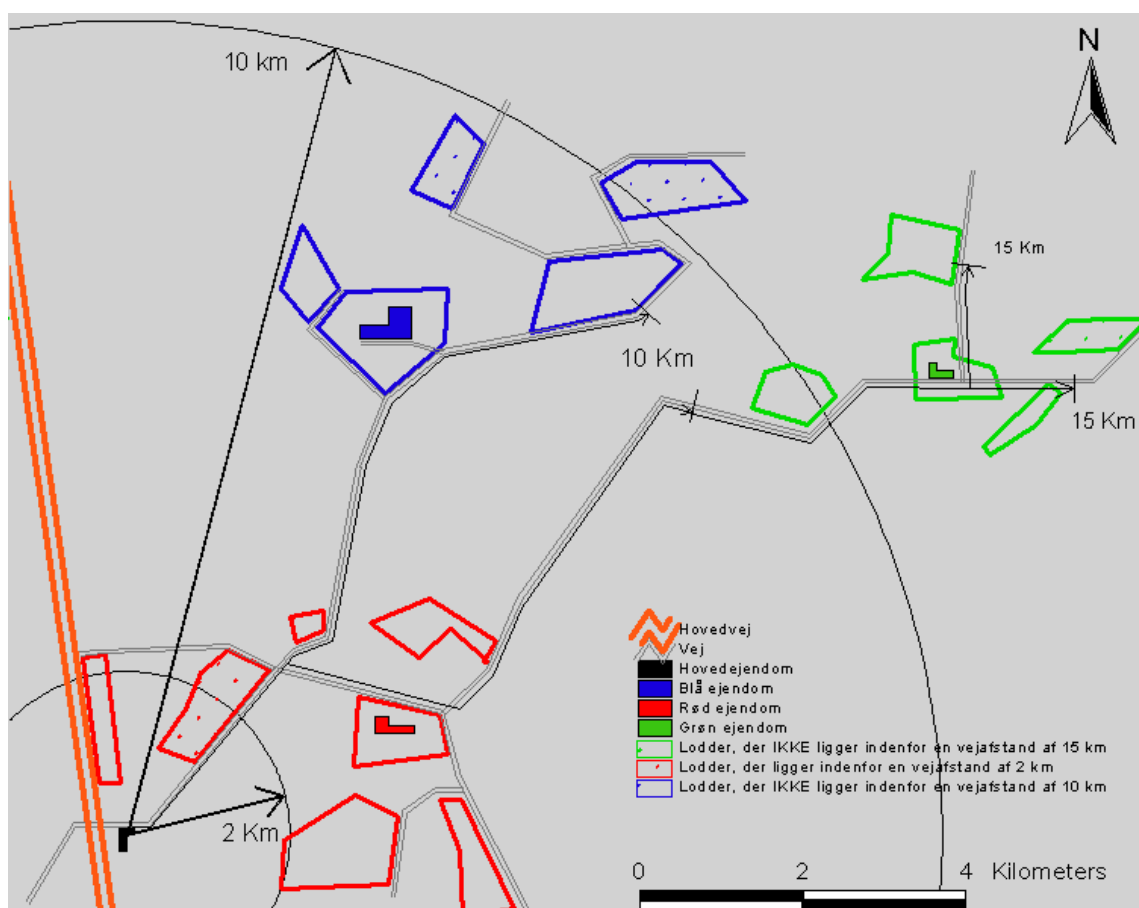 10 km
N
15 Km
10 Km
15 Km
Hovedvej
Vej
Hovedejendom
Blå ejendom
Rød ejendom
Grøn ejendom
Lodder, der IKKE ligger indenfor en vejafstand af 15 km
Lodder, der ligger indenfor en vejafstand af 2 km
Lodder, der IKKE ligger indenfor en vejafstand af 10 km
2 Km
0 2 4 Kilometers